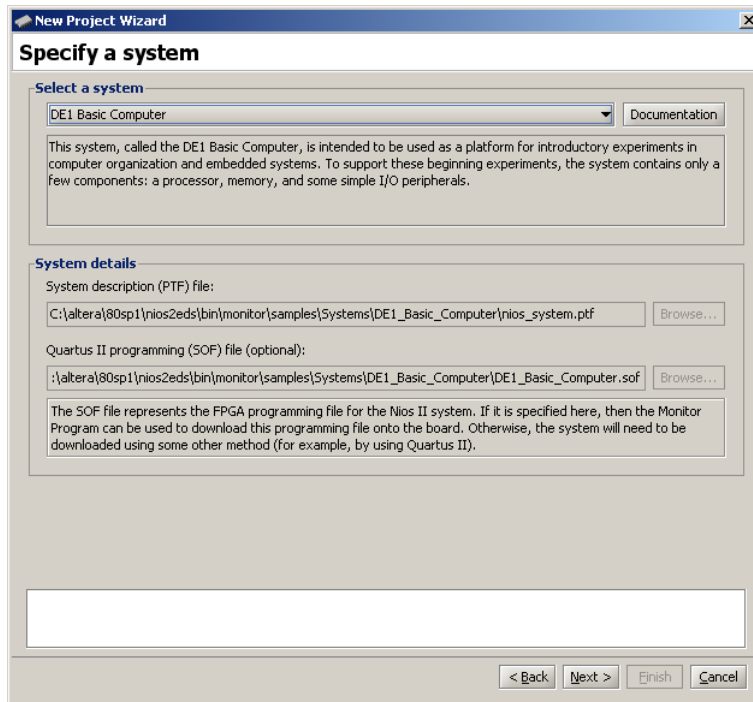 New Project Wizard
Specify a system
Select a system
DE1 Basic Computer
Documentation
This system, called the DE1 Basic Computer, is intended to be used as a platform for introductory experiments in
computer organization and embedded systems. To support these beginning experiments, the system contains only a
few components: a processor, memory, and some simple I/O peripherals.
System details
System description (PTF) file:
C:\altera\80sp1\nios2eds\bin\monitor\samples\Systems\DE1_Basic_Computer\nios_system.ptf
Browse...
Quartus II programming (SOF) file (optional):
:\altera\80sp1\nios2eds\bin\monitor\samples\Systems\DE1_Basic_Computer\DE1_Basic_Computer.sof
Browse...
The SOF file represents the FPGA programming file for the Nios II system. If it is specified here, then the Monitor
Program can be used to download this programming file onto the board. Otherwise, the system will need to be
downloaded using some other method (for example, by using Quartus II).
< Back
Next >
Finish
Cancel